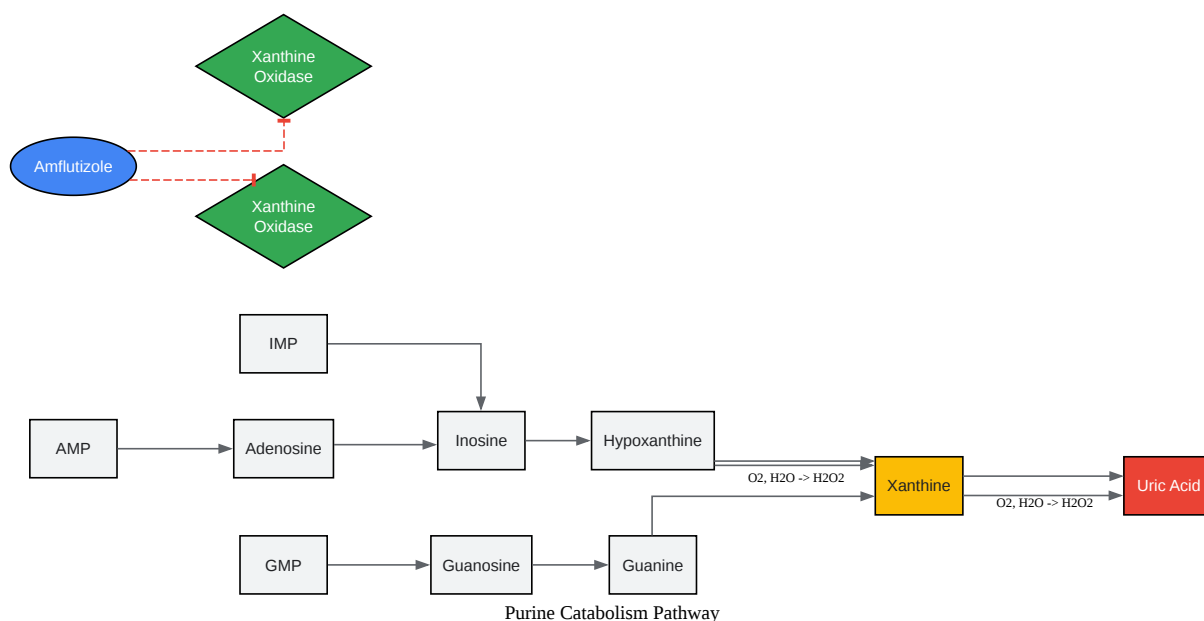 Xanthine
Oxidase
Amflutizole
Xanthine
Oxidase
IMP
AMP
Adenosine
Inosine
Hypoxanthine
O2, H2O -> H2O2
Xanthine
O2, H2O -> H2O2
Uric Acid
GMP
Guanosine
Guanine
Purine Catabolism Pathway